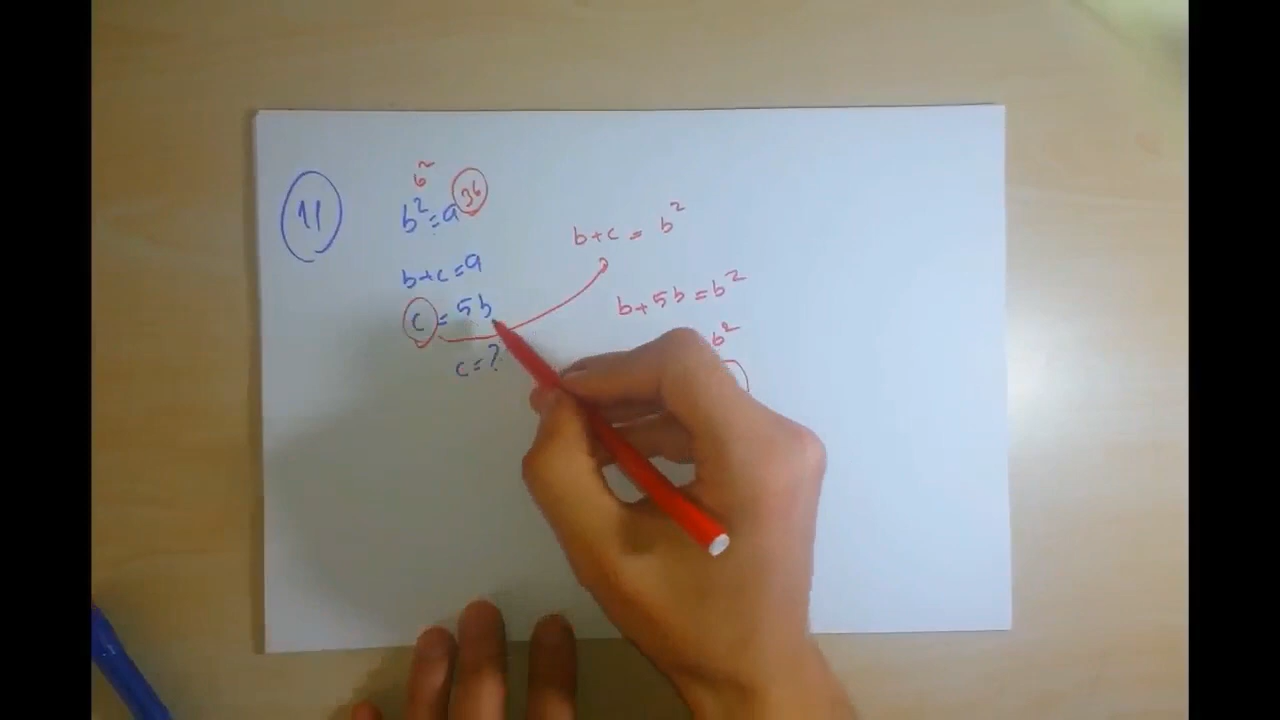 11
6
b² = a 36
b+c = a
c = 5b
c = ?
b+c = b²
b+5b = b²
b²